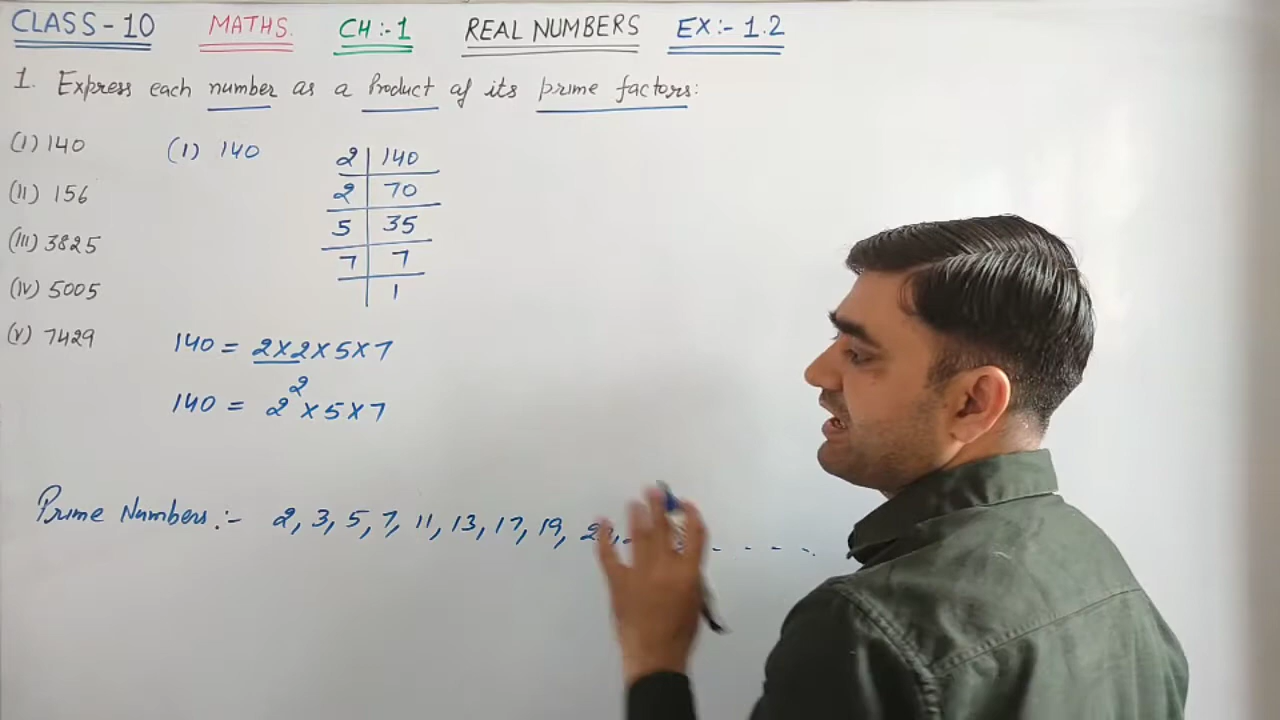 CLASS-10 MATHS. CH:-1 REAL NUMBERS EX:- 1.2
1. Express each number as a Product of its prime factors:
(I) 140
(II) 156
(III) 3825
(IV) 5005
(V) 7429
(I) 140
2 | 140
2 | 70
5 | 35
7 | 7
| 1
140 = 2×2×5×7
140 = 2² ×5×7
Prime Numbers:- 2, 3, 5, 7, 11, 13, 17, 19, - - - -